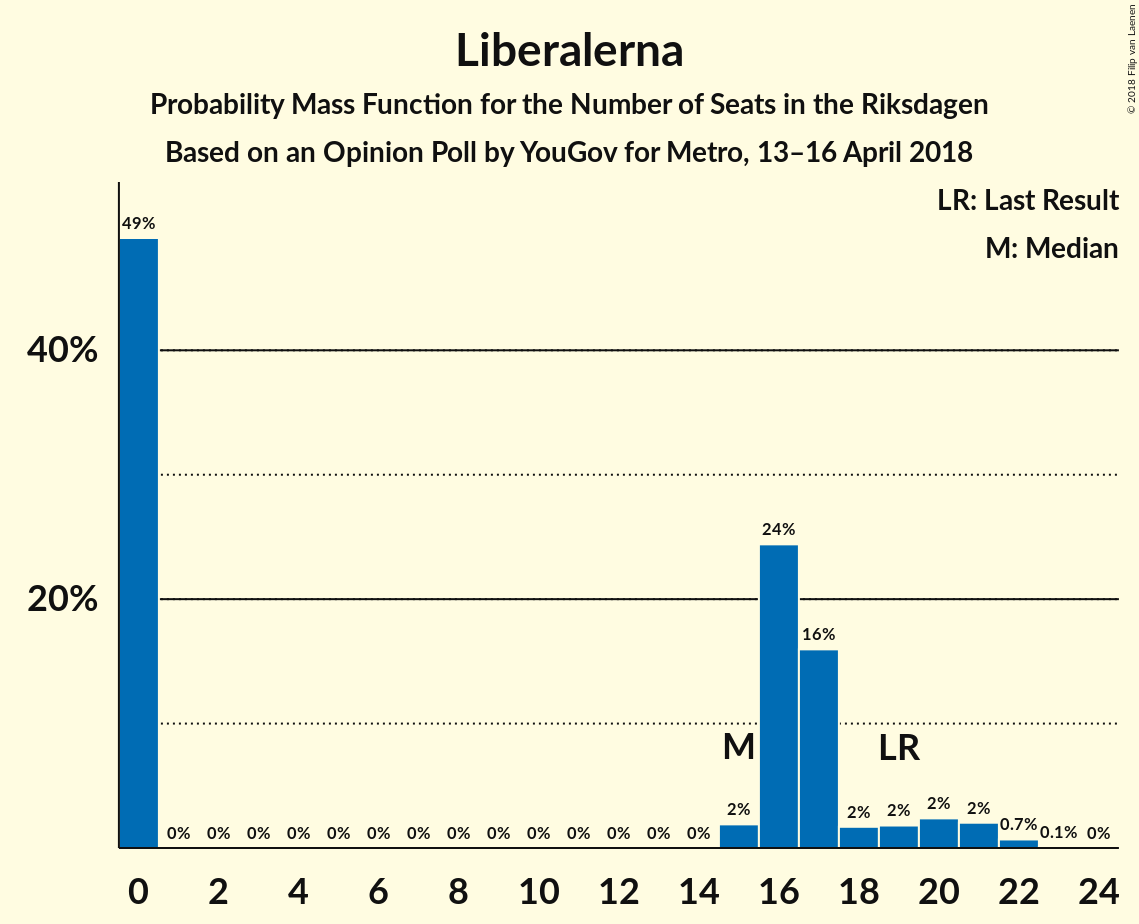 Liberalerna
Probability Mass Function for the Number of Seats in the Riksdagen
Based on an Opinion Poll by YouGov for Metro, 13–16 April 2018
© 2018 Filip van Laenen
LR: Last Result
M: Median
49%
40%
24%
20%
16%
M
LR
0% 0% 0% 0% 0% 0% 0% 0% 0% 0% 0% 0% 0% 0% 2% 2% 2% 2% 2% 0.7% 0.1% 0%
0 2 4 6 8 10 12 14 16 18 20 22 24